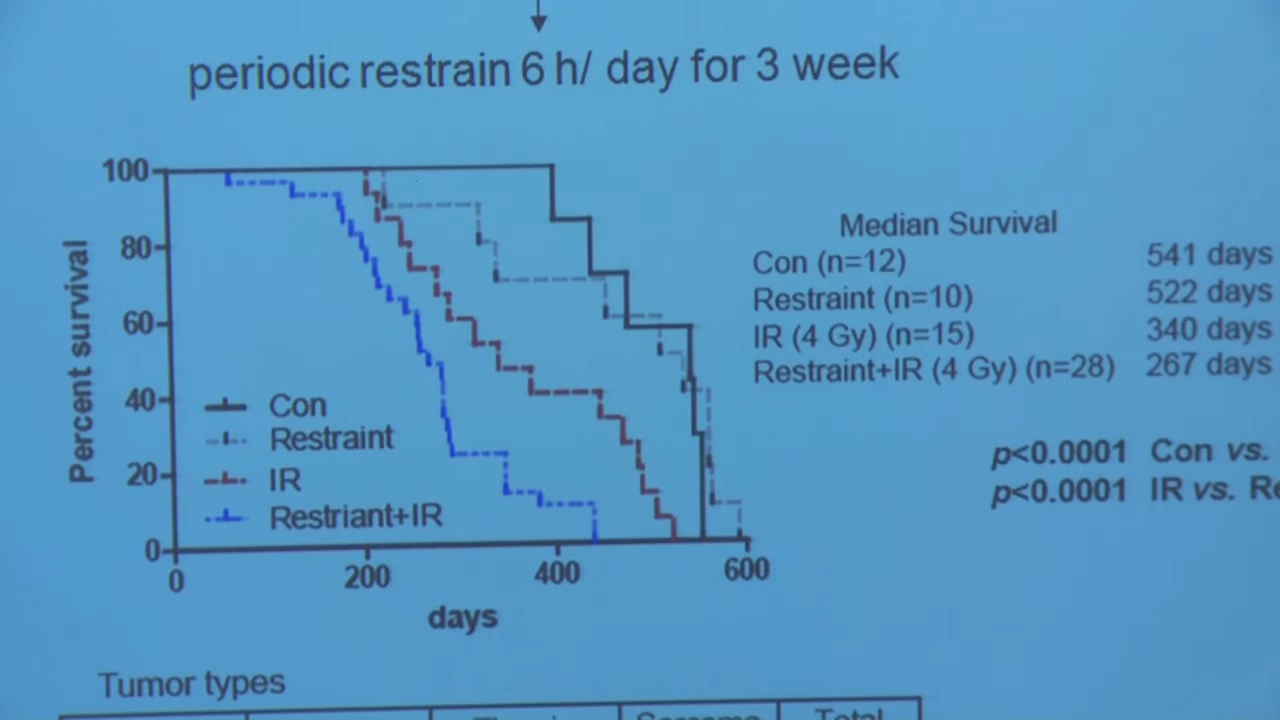 periodic restrain 6 h/ day for 3 week
100
80
60
40
20
0
Percent survival
0
200
400
600
days
Con
Restraint
IR
Restriant+IR
Median Survival
Con (n=12) 541 days
Restraint (n=10) 522 days
IR (4 Gy) (n=15) 340 days
Restraint+IR (4 Gy) (n=28) 267 days
p<0.0001 Con vs.
p<0.0001 IR vs. Re
Tumor types
Sarcoma Total